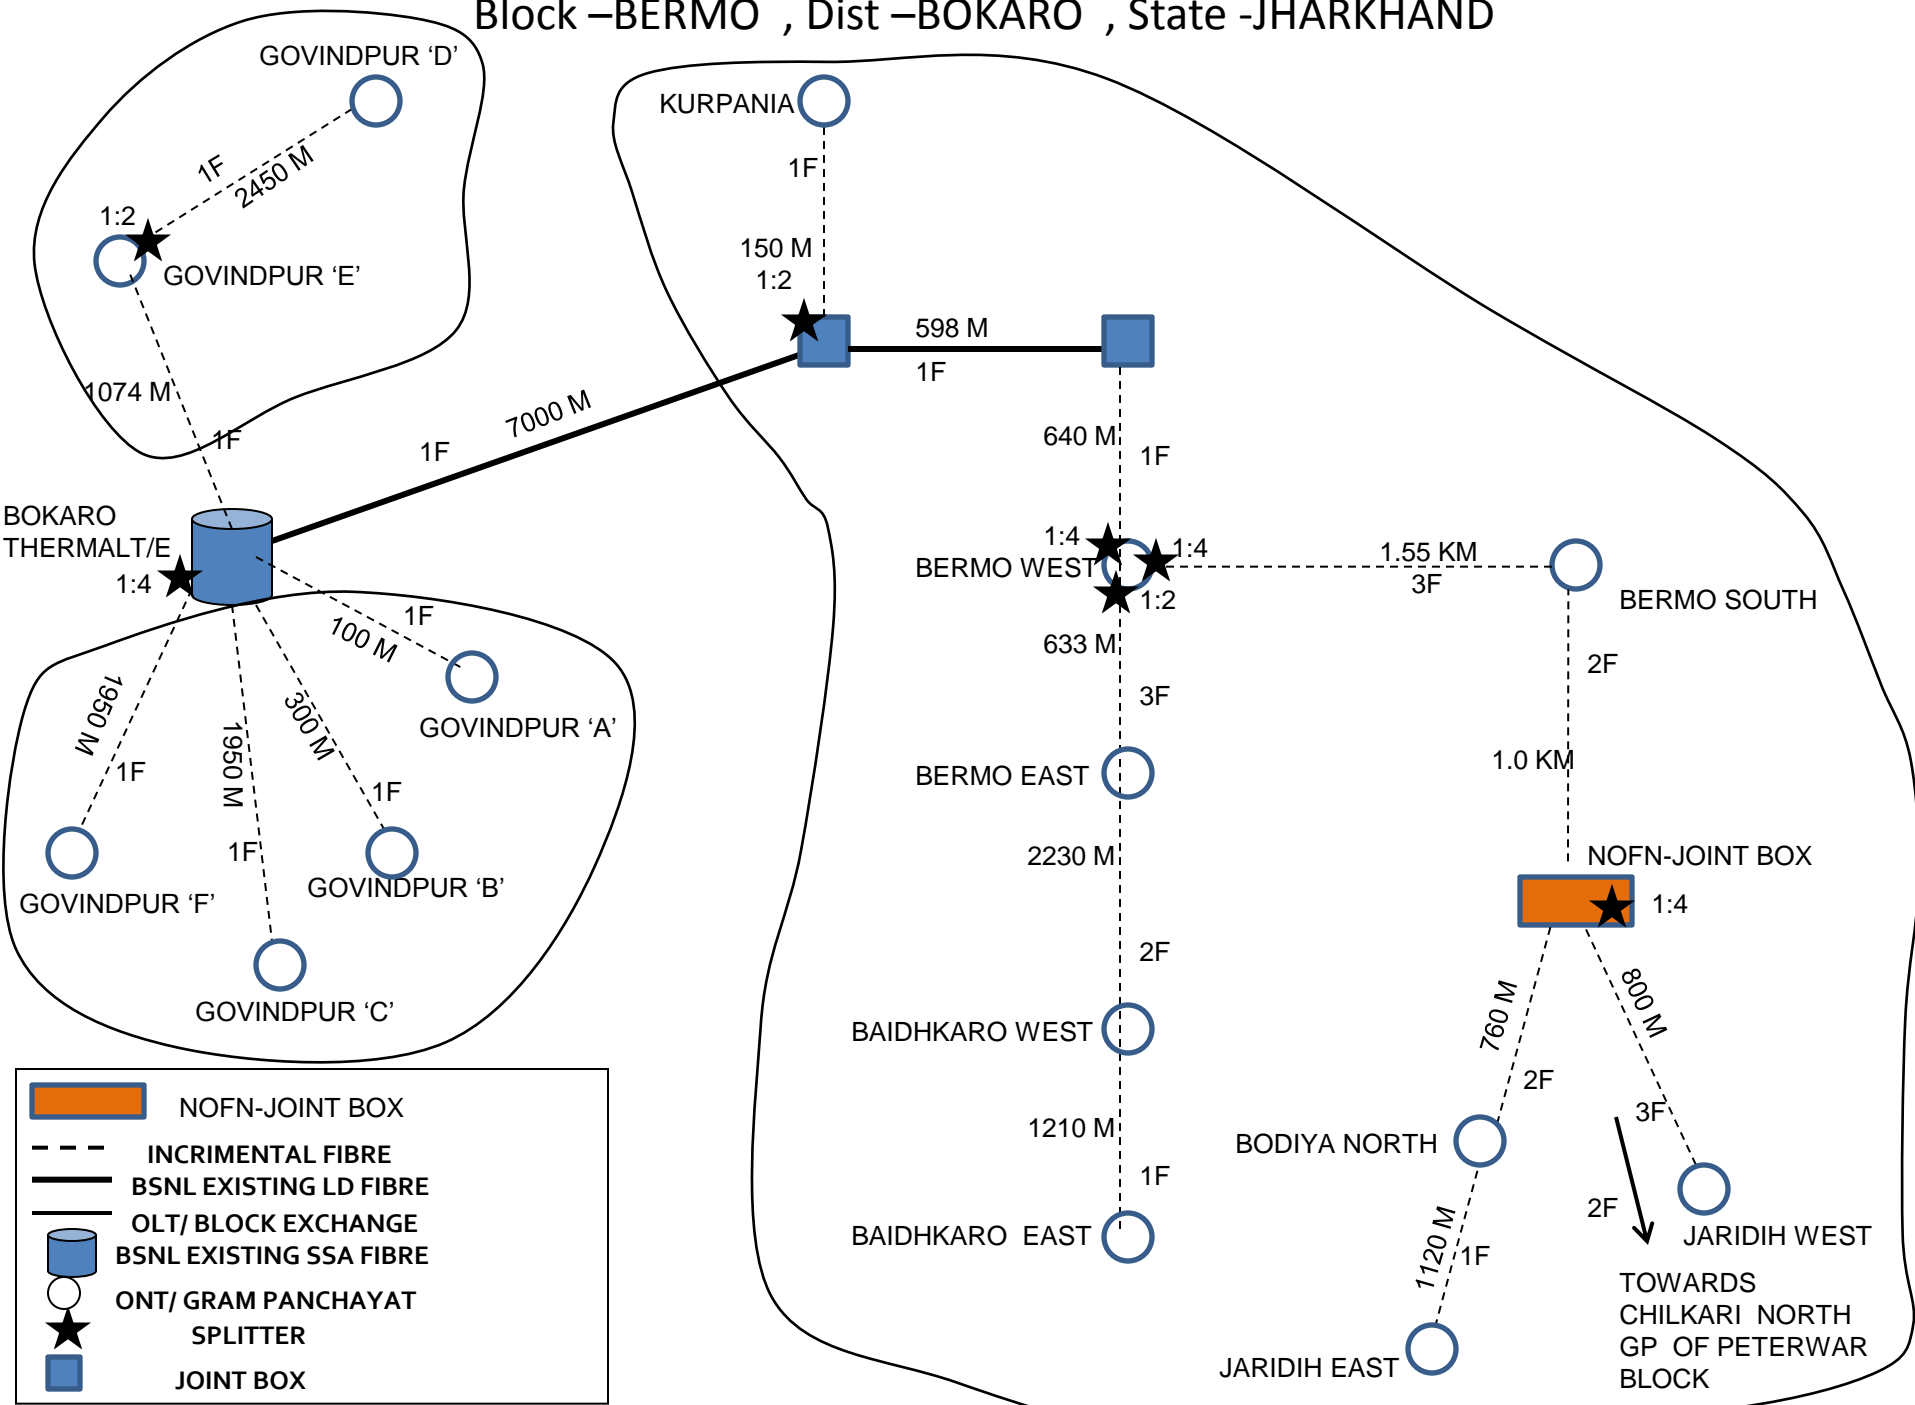 Block –BERMO , Dist –BOKARO , State -JHARKHAND
GOVINDPUR ‘D’
1F
2450 M
1:2
GOVINDPUR ‘E’
1074 M
1F
KURPANIA
1F
150 M
1:2
598 M
1F
7000 M
1F
640 M
1F
BOKARO
THERMALT/E
1:4
1:4
1:4
BERMO WEST
1:2
1.55 KM
3F
BERMO SOUTH
633 M
3F
2F
1.0 KM
1F
100 M
GOVINDPUR ‘A’
1950 M
1F
1950 M
1F
300 M
1F
GOVINDPUR ‘F’
GOVINDPUR ‘B’
GOVINDPUR ‘C’
BERMO EAST
2230 M
2F
NOFN-JOINT BOX
1:4
BAIDHKARO WEST
760 M
2F
800 M
3F
1210 M
1F
BODIYA NORTH
BAIDHKARO EAST
1120 M
1F
2F
JARIDIH WEST
JARIDIH EAST
TOWARDS
CHILKARI NORTH
GP OF PETERWAR
BLOCK
NOFN-JOINT BOX
INCRIMENTAL FIBRE
BSNL EXISTING LD FIBRE
OLT/ BLOCK EXCHANGE
BSNL EXISTING SSA FIBRE
ONT/ GRAM PANCHAYAT
SPLITTER
JOINT BOX